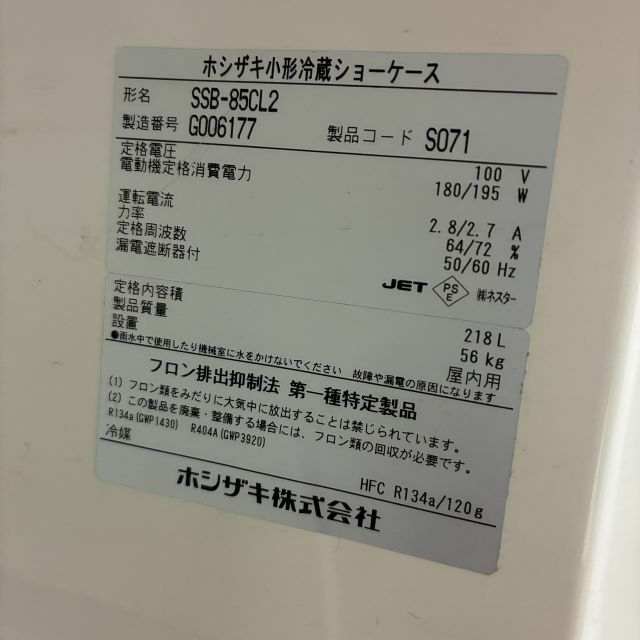 ホシザキ小形冷蔵ショーケース
形名 SSB-85CL2
製造番号 G006177 製品コード S071
定格電圧 100 V
電動機定格消費電力 180/195 W
運転電流 2.8/2.7 A
力率 64/72 %
定格周波数 50/60 Hz
漏電遮断器付
JET PSE ㈱ネスター
定格内容積 218 L
製品質量 56 kg
設置 屋内用
●雨水中で使用したり機械室に水をかけないでください 故障や漏電の原因になります
フロン排出抑制法 第一種特定製品
(1) フロン類をみだりに大気中に放出することは禁じられています。
(2) この製品を廃棄・整備する場合には、フロン類の回収が必要です。
R134a(GWP1430) R404A(GWP3920)
冷媒 HFC R134a/120g
ホシザキ株式会社